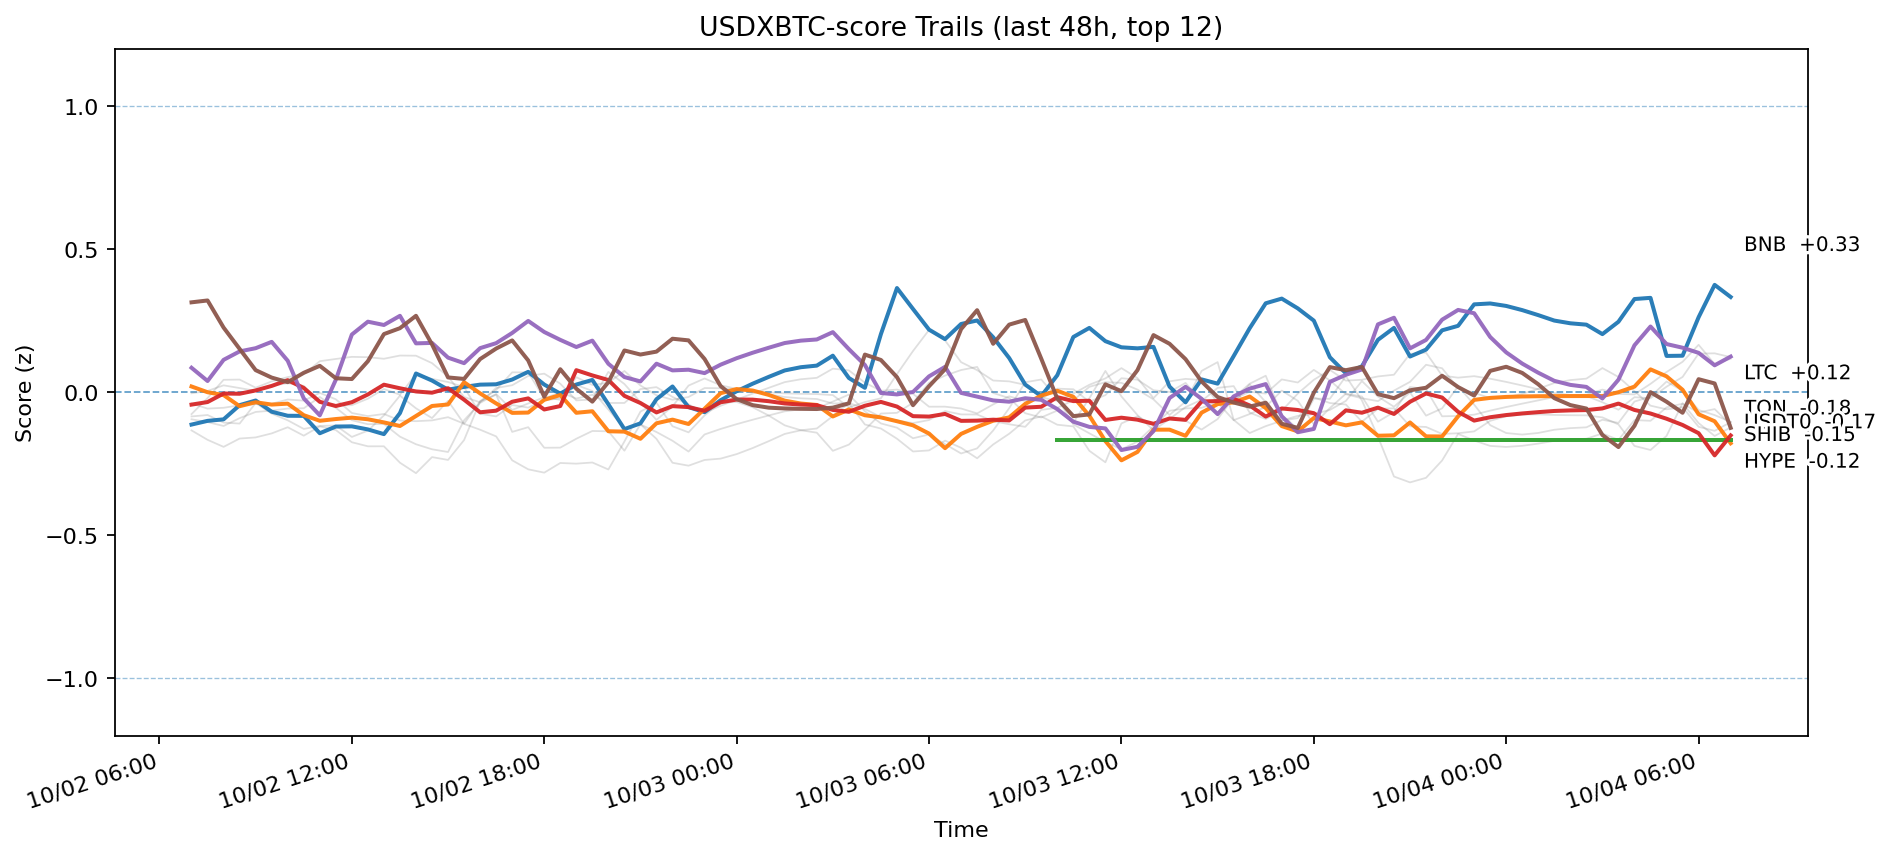 USDXBTC-score Trails (last 48h, top 12)
Score (z)
1.0
0.5
0.0
−0.5
−1.0
BNB +0.33
LTC +0.12
TON -0.18
USDT0 -0.17
SHIB -0.15
HYPE -0.12
10/02 06:00
10/02 12:00
10/02 18:00
10/03 00:00
10/03 06:00
10/03 12:00
10/03 18:00
10/04 00:00
10/04 06:00
Time